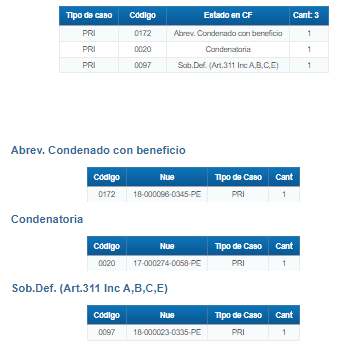 Tipo de caso Código Estado en CF Cant: 3
PRI 0172 Abrev. Condenado con beneficio 1
PRI 0020 Condenatoria 1
PRI 0097 Sob.Def. (Art.311 Inc A,B,C,E) 1
Abrev. Condenado con beneficio
Código Nue Tipo de Caso Cant
0172 18-000096-0345-PE PRI 1
Condenatoria
Código Nue Tipo de Caso Cant
0020 17-000274-0058-PE PRI 1
Sob.Def. (Art.311 Inc A,B,C,E)
Código Nue Tipo de Caso Cant
0097 18-000023-0335-PE PRI 1